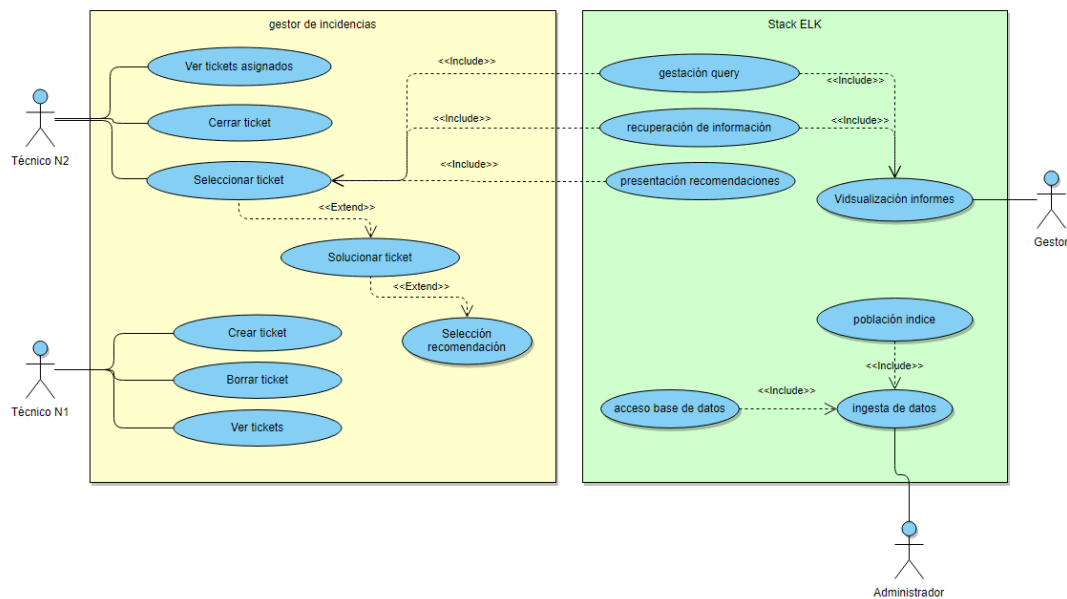 gestor de incidencias
Stack ELK
Ver tickets asignados
<<Include>>
gestación query
<<Include>>
Cerrar ticket
<<Include>>
recuperación de información
<<Include>>
Técnico N2
Seleccionar ticket
<<Include>>
presentación recomendaciones
Vidsualización informes
<<Extend>>
Gestor
Solucionar ticket
<<Extend>>
Selección
recomendación
Crear ticket
población indice
<<Include>>
Técnico N1
Borrar ticket
<<Include>>
acceso base de datos
ingesta de datos
Ver tickets
Administrador